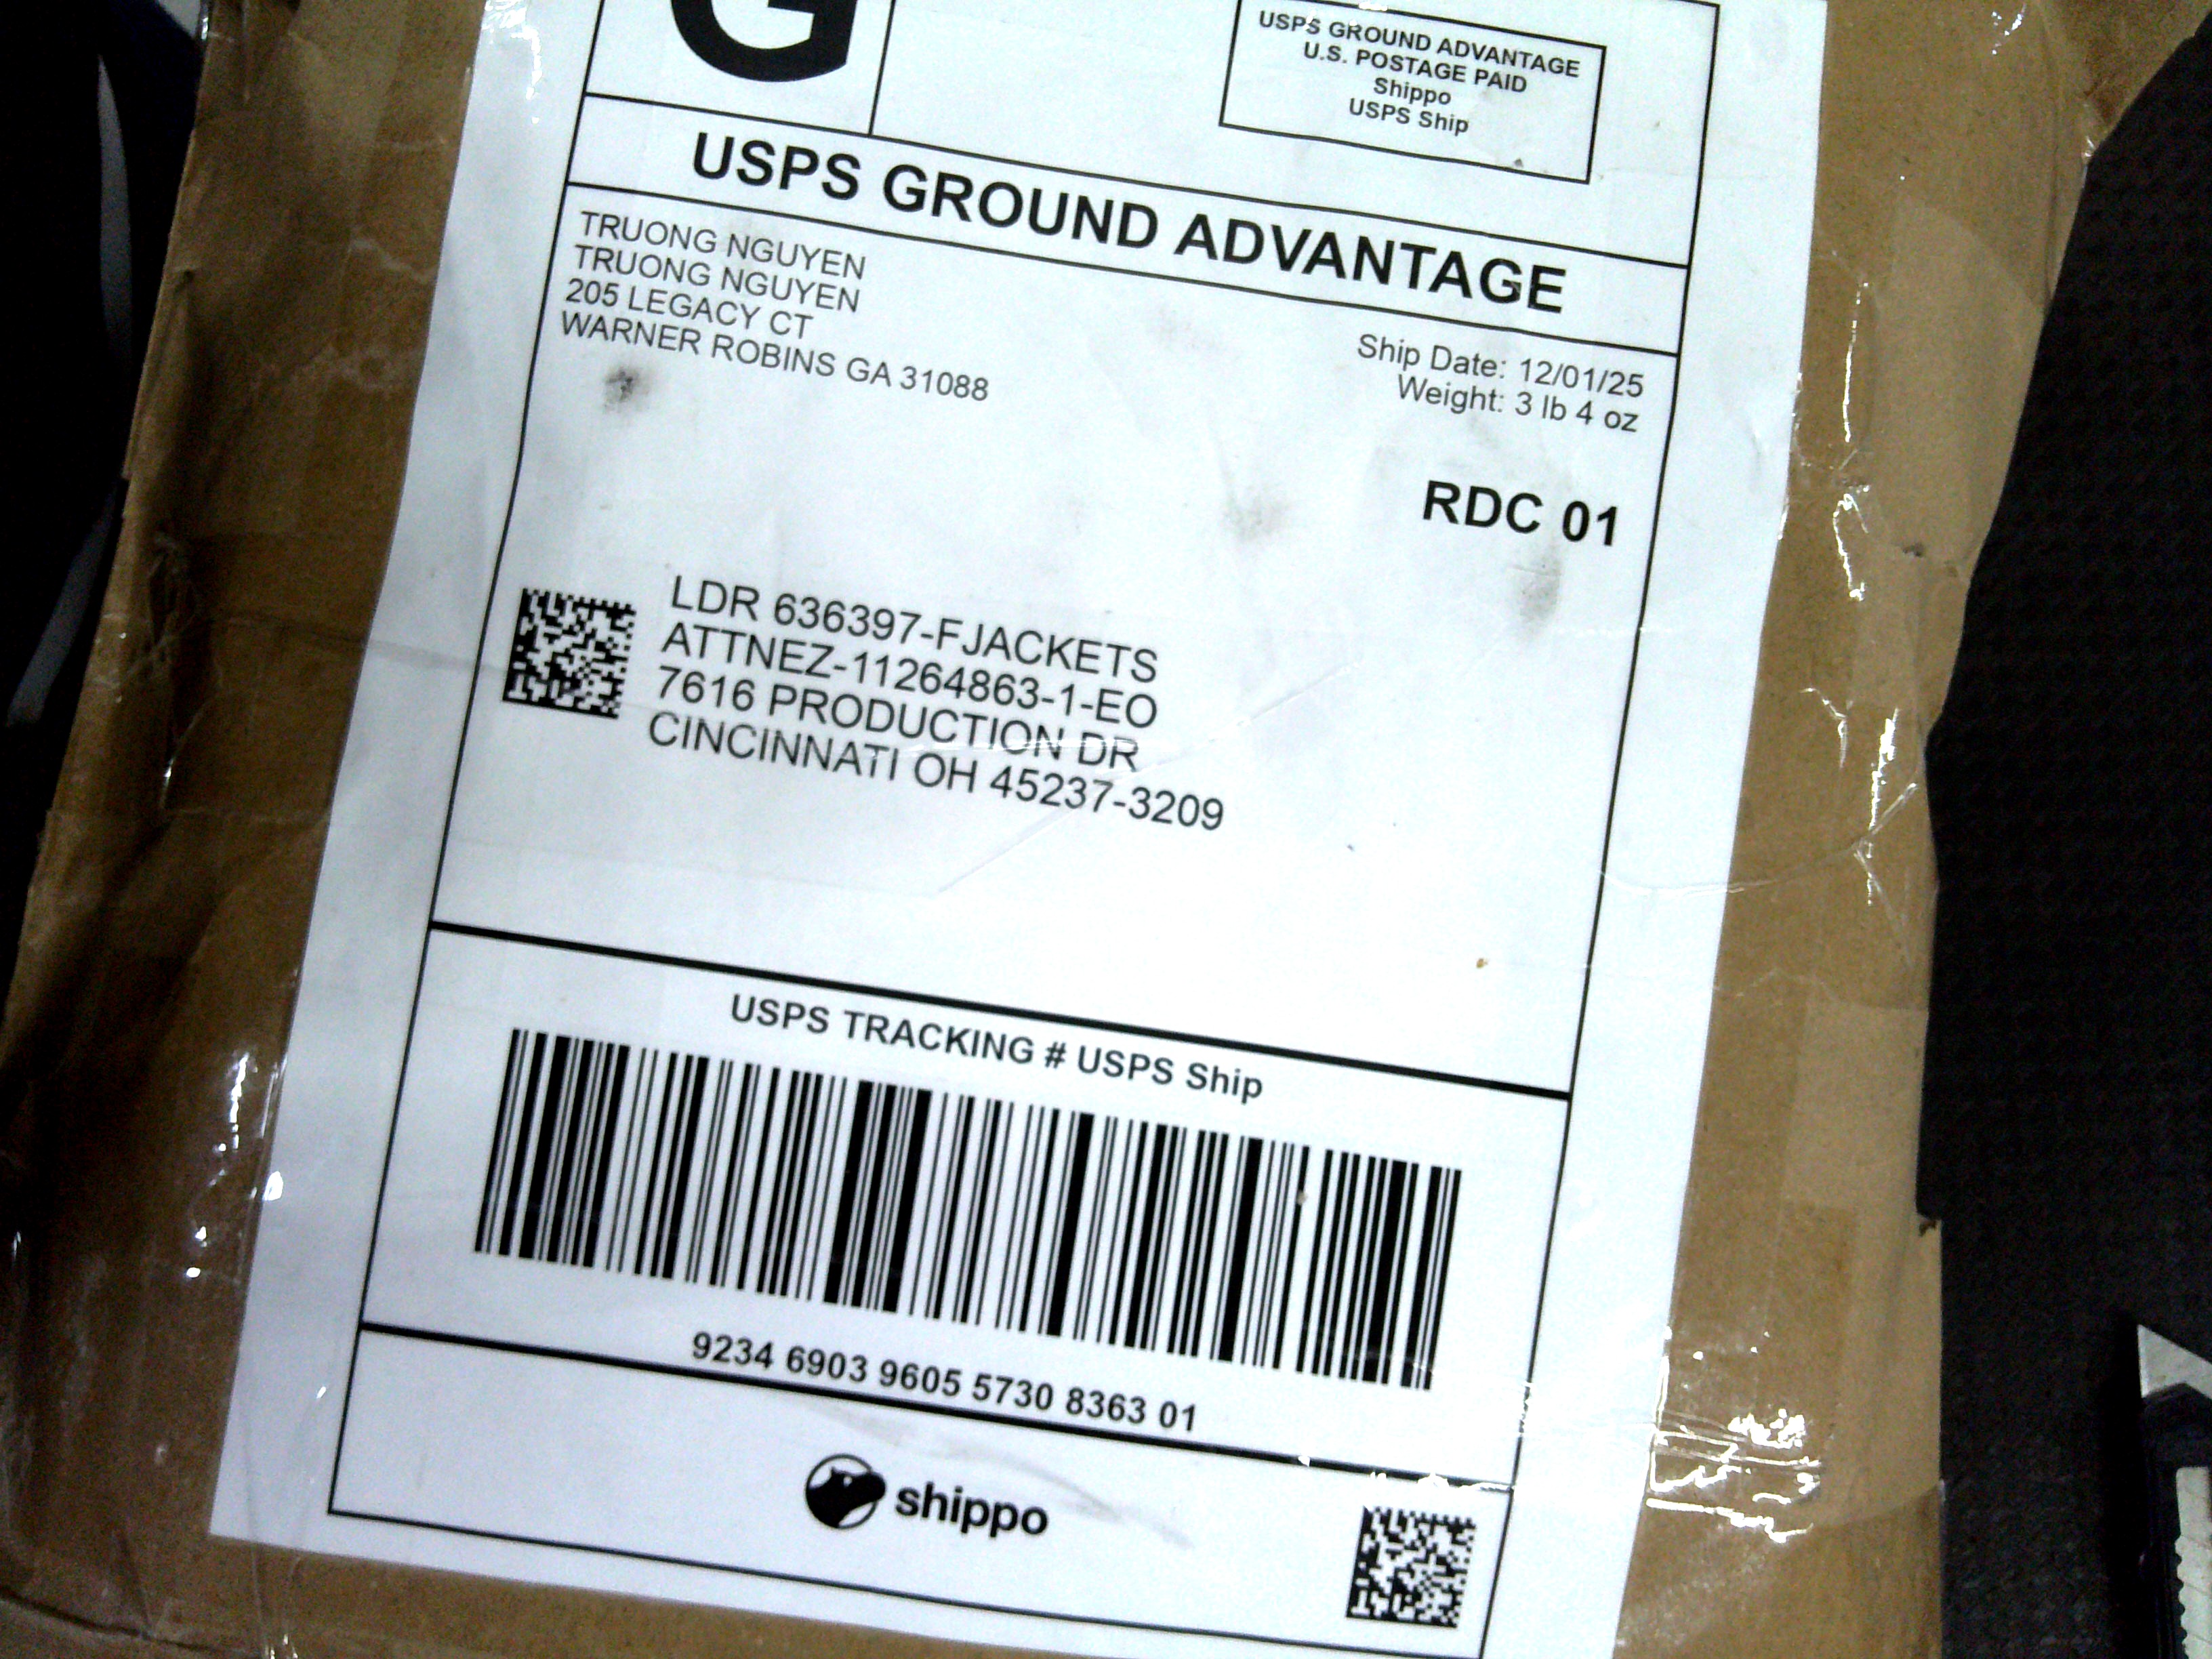 G
USPS GROUND ADVANTAGE
U.S. POSTAGE PAID
Shippo
USPS Ship
USPS GROUND ADVANTAGE
TRUONG NGUYEN
TRUONG NGUYEN
205 LEGACY CT
WARNER ROBINS GA 31088
Ship Date: 12/01/25
Weight: 3 lb 4 oz
RDC 01
LDR 636397-FJACKETS
ATTNEZ-11264863-1-EO
7616 PRODUCTION DR
CINCINNATI OH 45237-3209
USPS TRACKING # USPS Ship
9234 6903 9605 5730 8363 01
shippo